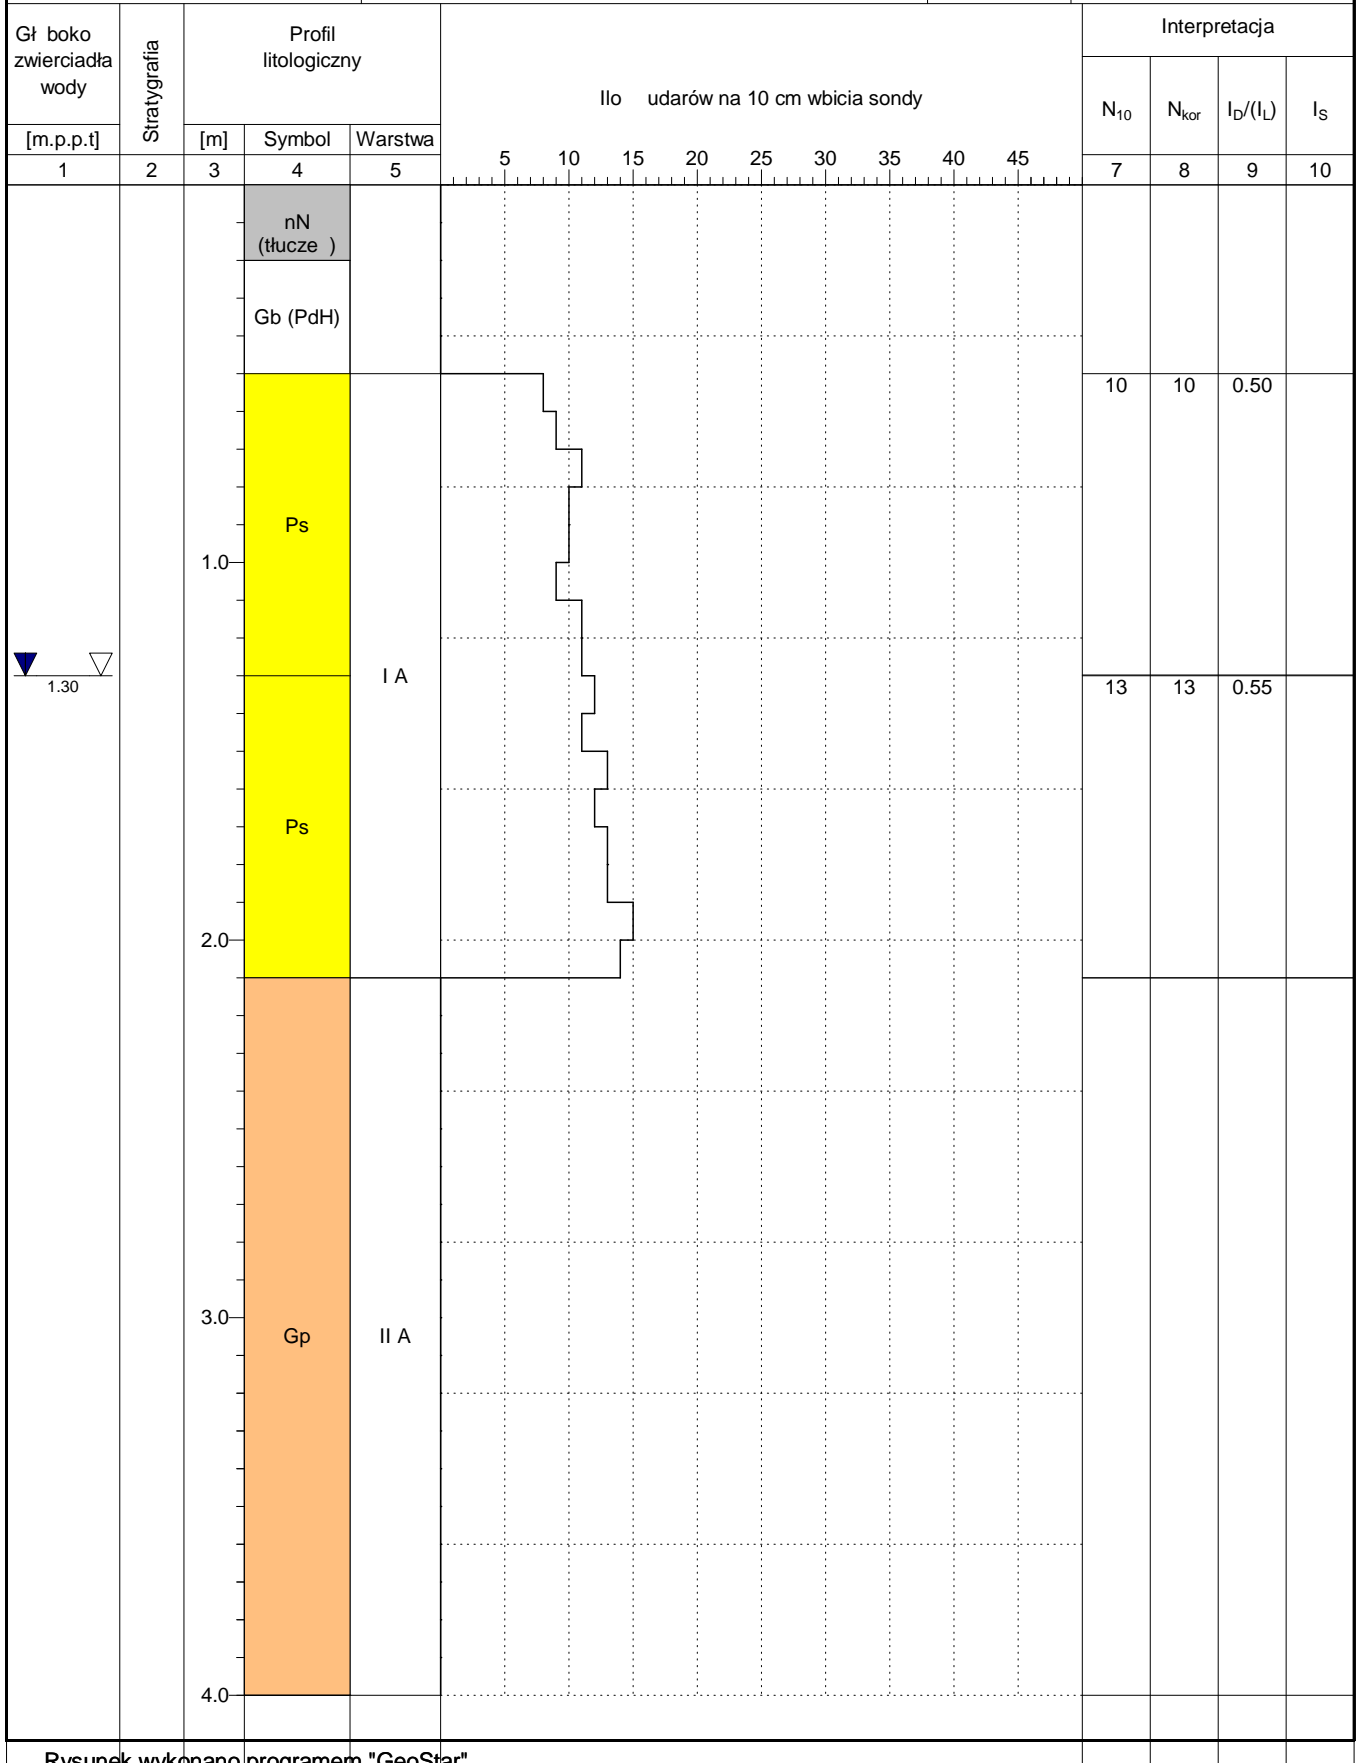 Gł boko
zwierciadła
wody
[m.p.p.t]
1
Stratygrafia
2
Profil
litologiczny
[m]
Symbol
Warstwa
3
4
5
Ilo udarów na 10 cm wbicia sondy
5 10 15 20 25 30 35 40 45
Interpretacja
N10
Nkor
ID/(IL)
IS
7
8
9
10
nN
(tłucze )
Gb (PdH)
10 10 0.50
Ps
1.0
I A
1.30
13 13 0.55
Ps
2.0
3.0
Gp
II A
4.0
Rysunek wykonano programem "GeoStar"